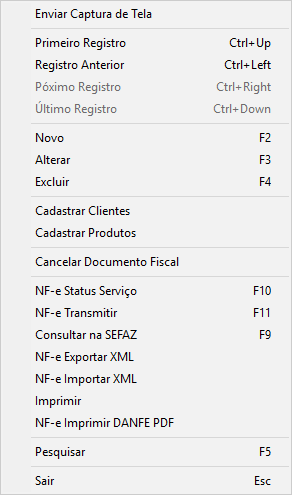 Enviar Captura de Tela
Primeiro Registro Ctrl+Up
Registro Anterior Ctrl+Left
Póximo Registro Ctrl+Right
Último Registro Ctrl+Down
Novo F2
Alterar F3
Excluir F4
Cadastrar Clientes
Cadastrar Produtos
Cancelar Documento Fiscal
NF-e Status Serviço F10
NF-e Transmitir F11
Consultar na SEFAZ F9
NF-e Exportar XML
NF-e Importar XML
Imprimir
NF-e Imprimir DANFE PDF
Pesquisar F5
Sair Esc